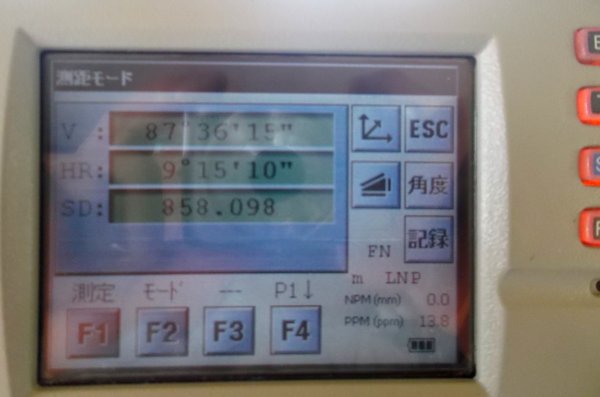 測距モード
V : 87°36'15"
HR: 9°15'10"
SD: 858.098
ESC
角度
記録
FN
m LNP
測定 モード --- P1↓
NPM (mm) 0.0
PPM (ppm) 13.8
F1 F2 F3 F4